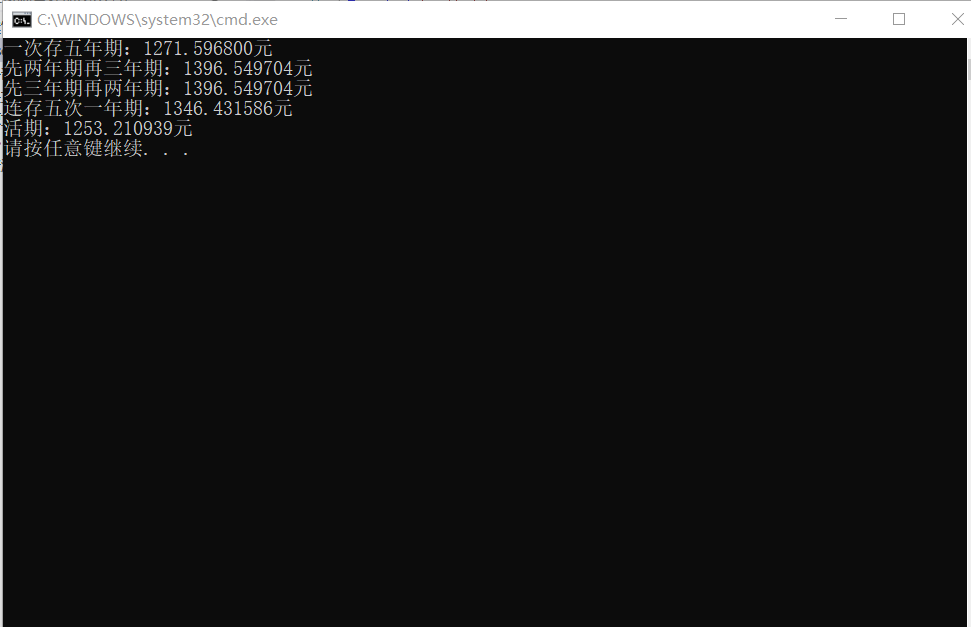 C:\WINDOWS\system32\cmd.exe
一次存五年期：1271.596800元
先两年期再三年期：1396.549704元
先三年期再两年期：1396.549704元
连存五次一年期：1346.431586元
活期：1253.210939元
请按任意键继续. . .